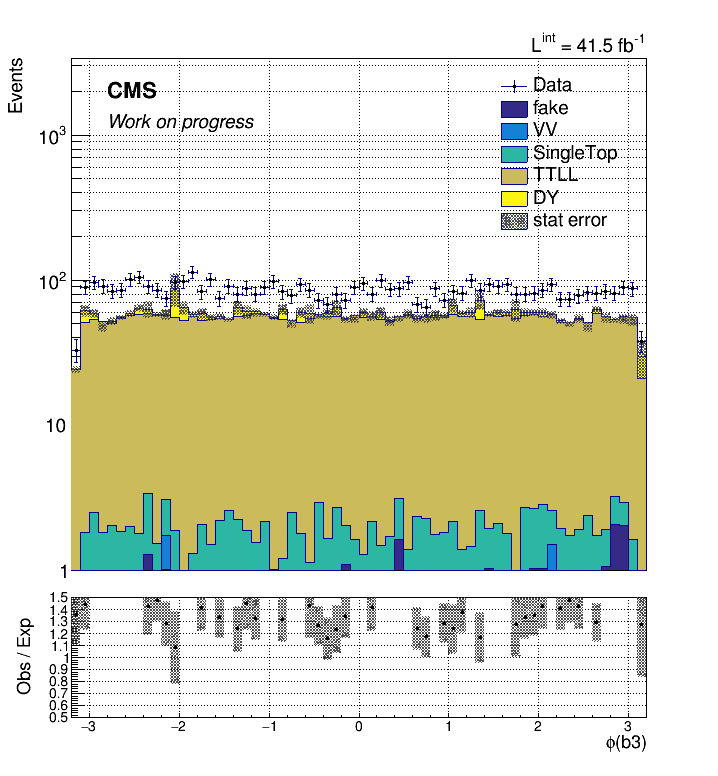 L^int = 41.5 fb^-1
Events
CMS
Work on progress
Data
fake
VV
SingleTop
TTLL
DY
stat error
10^3
10^2
10
1
Obs / Exp
1.5
1.4
1.3
1.2
1.1
1
0.9
0.8
0.7
0.6
0.5
−3 −2 −1 0 1 2 3
ϕ(b3)